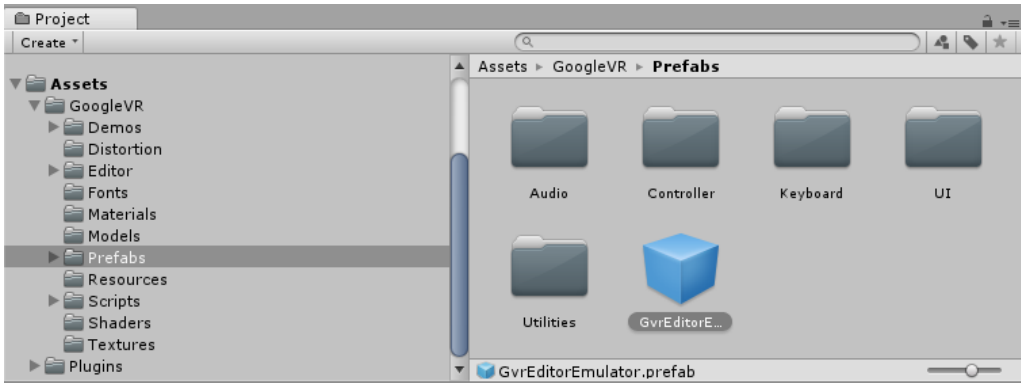 Project
Create
Assets
GoogleVR
Demos
Distortion
Editor
Fonts
Materials
Models
Prefabs
Resources
Scripts
Shaders
Textures
Plugins
Assets GoogleVR Prefabs
Audio Controller Keyboard UI
Utilities GvrEditorE...
GvrEditorEmulator.prefab